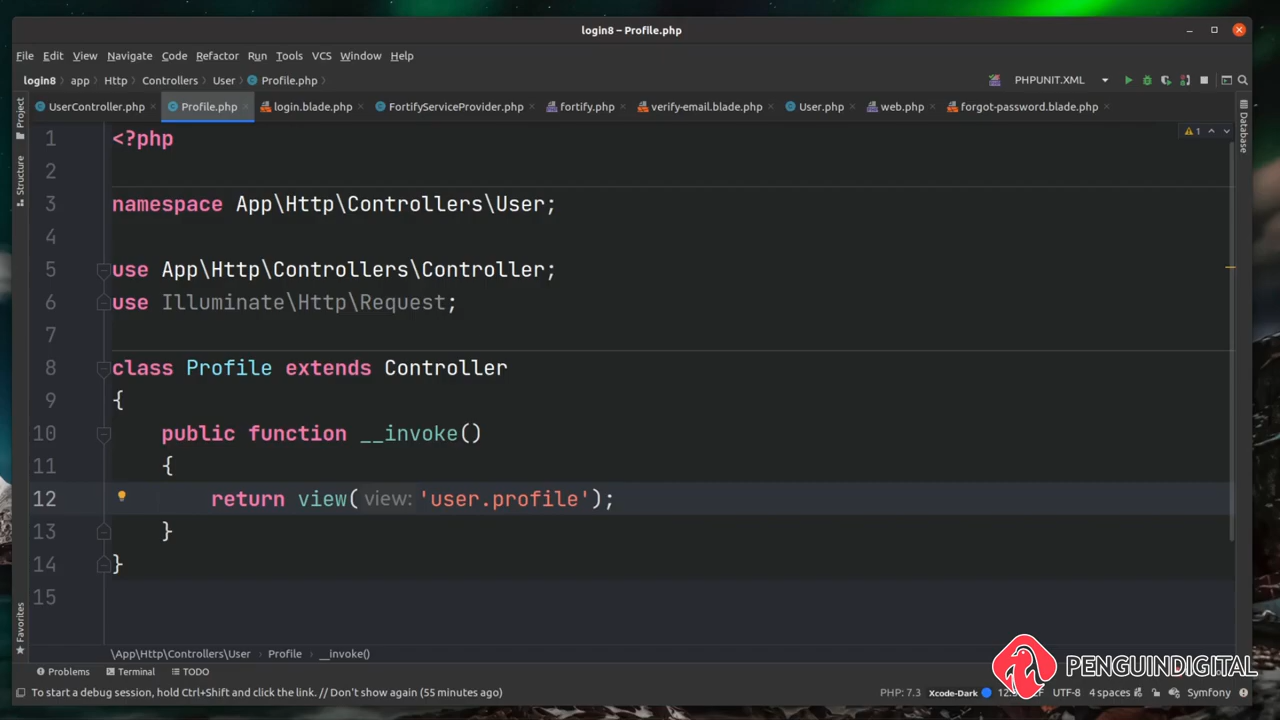 login8 – Profile.php
File Edit View Navigate Code Refactor Run Tools VCS Window Help
login8 app Http Controllers User Profile.php PHPUNIT.XML
Project
Structure
Favorites
Database
UserController.php Profile.php login.blade.php FortifyServiceProvider.php fortify.php verify-email.blade.php User.php web.php forgot-password.blade.php
1
1 <?php
2
3 namespace App\Http\Controllers\User;
4
5 use App\Http\Controllers\Controller;
6 use Illuminate\Http\Request;
7
8 class Profile extends Controller
9 {
10 public function __invoke()
11 {
12 return view( view: 'user.profile');
13 }
14 }
15
\App\Http\Controllers\User Profile __invoke()
Problems Terminal TODO
PENGUINDIGITAL
To start a debug session, hold Ctrl+Shift and click the link. // Don't show again (55 minutes ago) PHP: 7.3 Xcode-Dark UTF-8 4 spaces Symfony